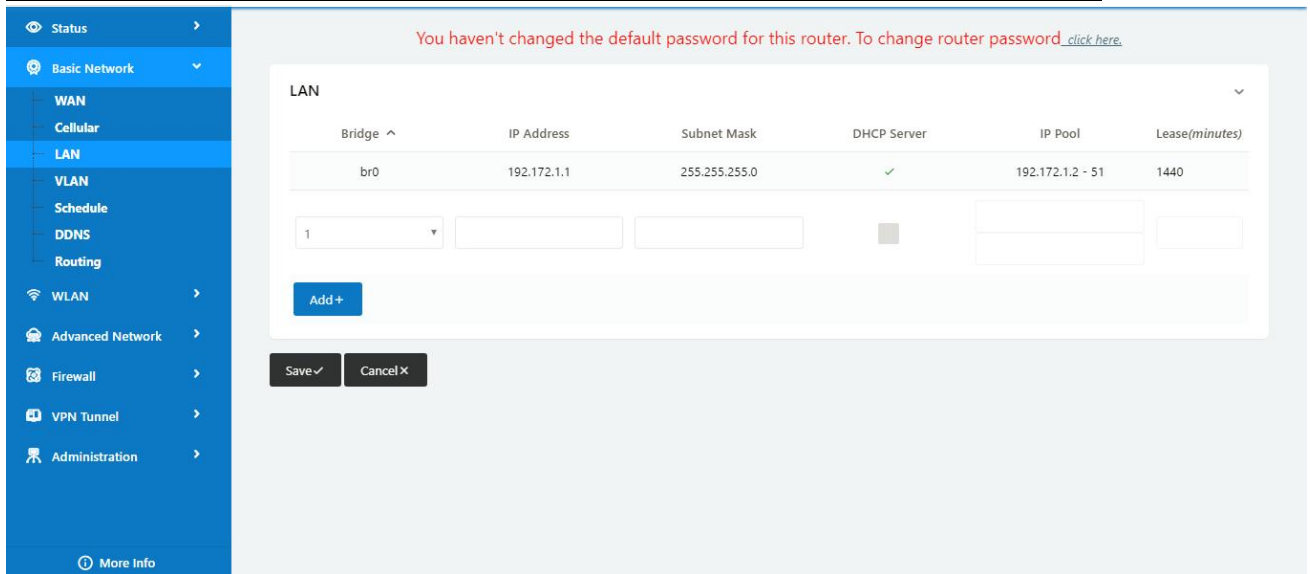 Status
You haven't changed the default password for this router. To change router password click here.
Basic Network
WAN
Cellular
LAN
VLAN
Schedule
DDNS
Routing
WLAN
Advanced Network
Firewall
VPN Tunnel
Administration
More Info
LAN
Bridge IP Address Subnet Mask DHCP Server IP Pool Lease(minutes)
br0 192.172.1.1 255.255.255.0 192.172.1.2 - 51 1440
1
Add+
Save Cancel